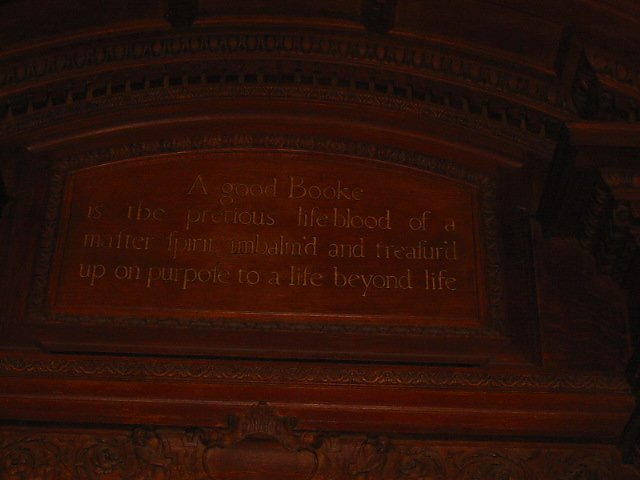 A good Booke
is the pretious lifeblood of a
maſter ſpirit, imbalm'd and treaſur'd
up on purpoſe to a life beyond life